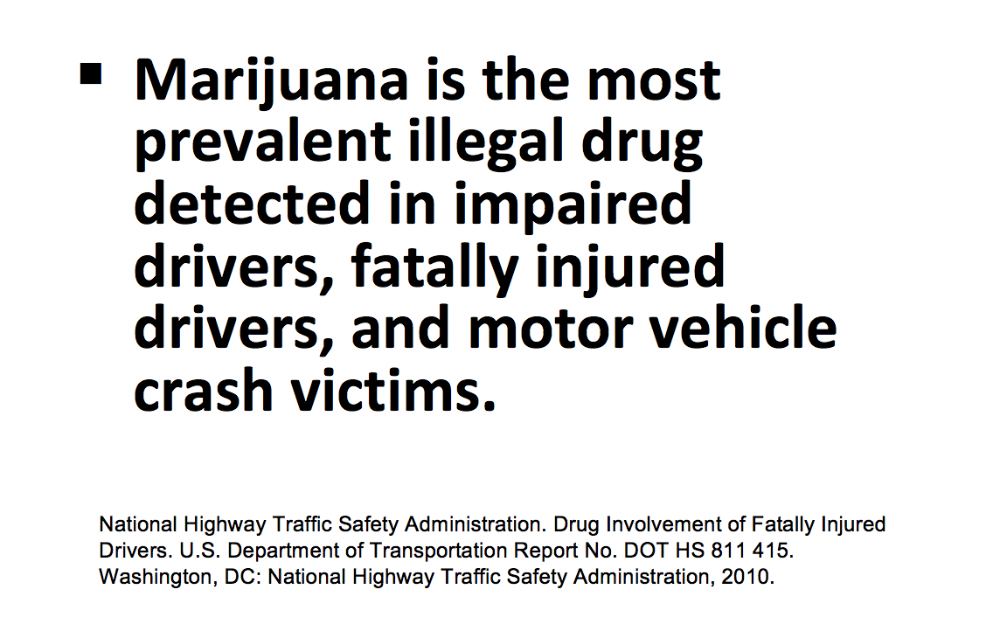 ▪ Marijuana is the most
prevalent illegal drug
detected in impaired
drivers, fatally injured
drivers, and motor vehicle
crash victims.
National Highway Traffic Safety Administration. Drug Involvement of Fatally Injured
Drivers. U.S. Department of Transportation Report No. DOT HS 811 415.
Washington, DC: National Highway Traffic Safety Administration, 2010.